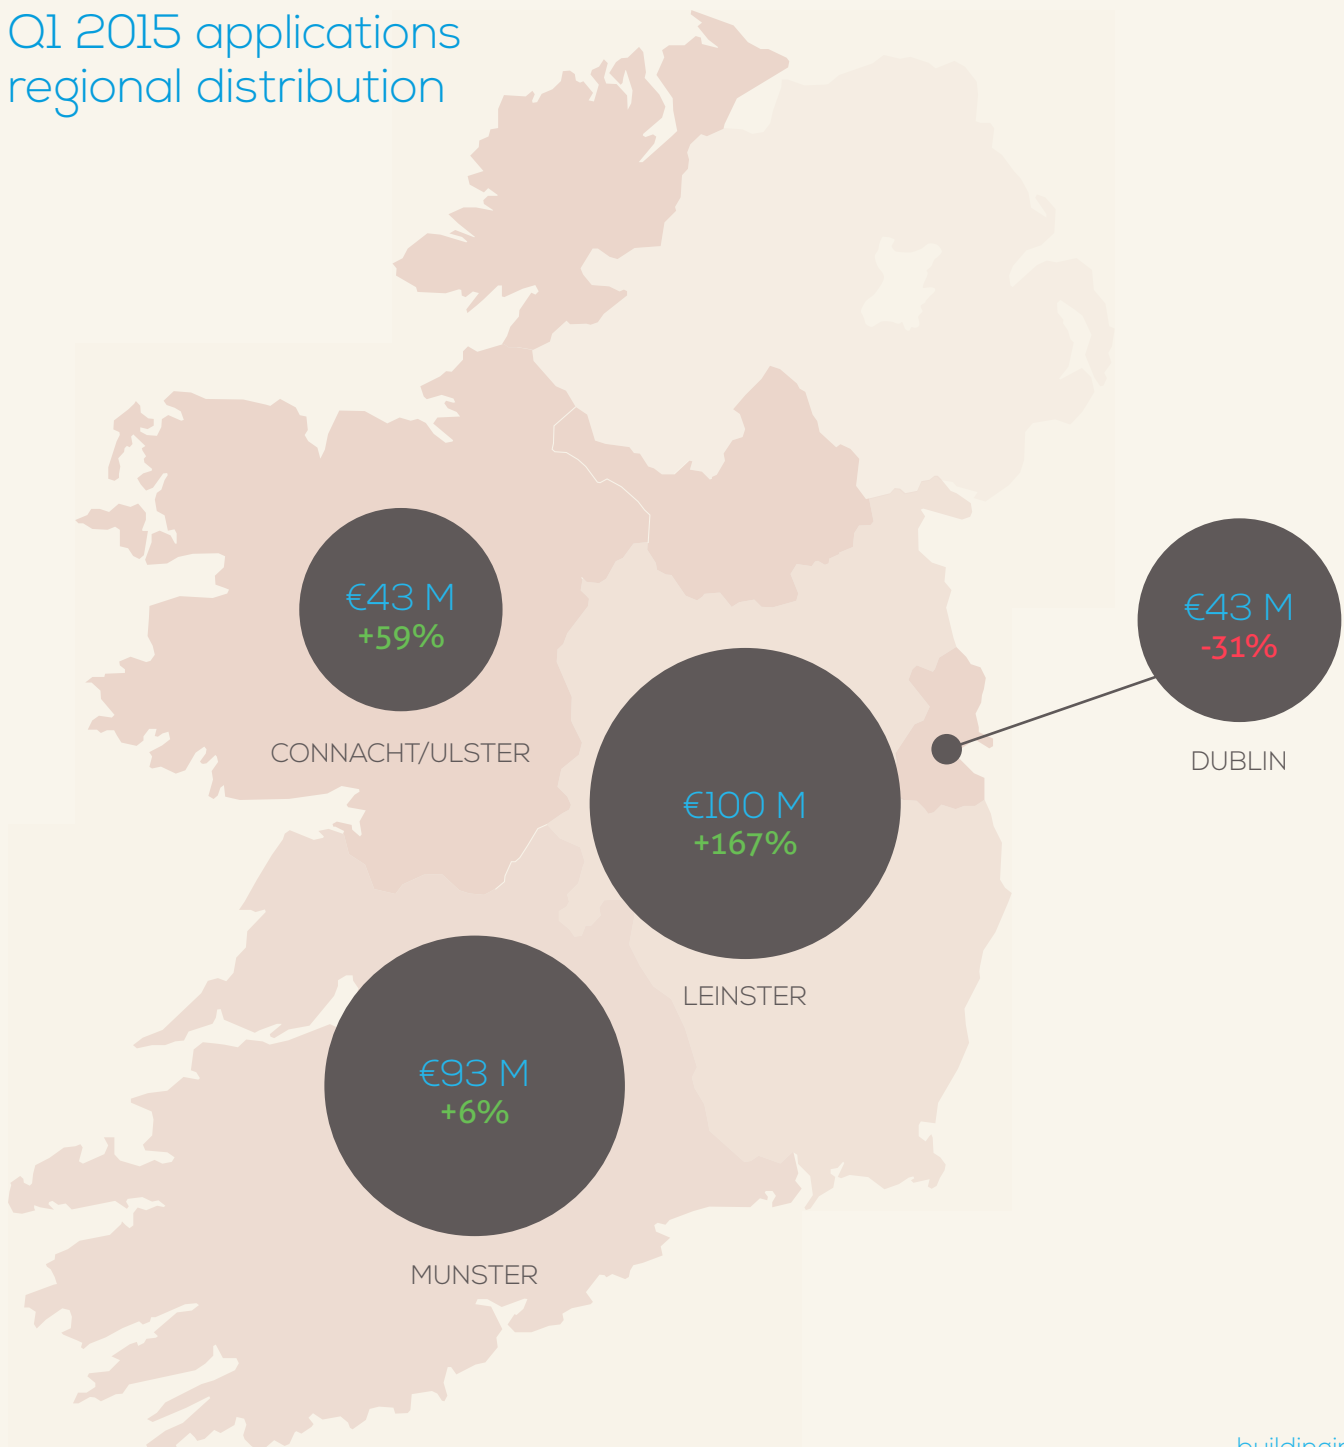 Q1 2015 applications
regional distribution
€43 M
+59%
CONNACHT/ULSTER
€43 M
-31%
DUBLIN
€100 M
+167%
LEINSTER
€93 M
+6%
MUNSTER